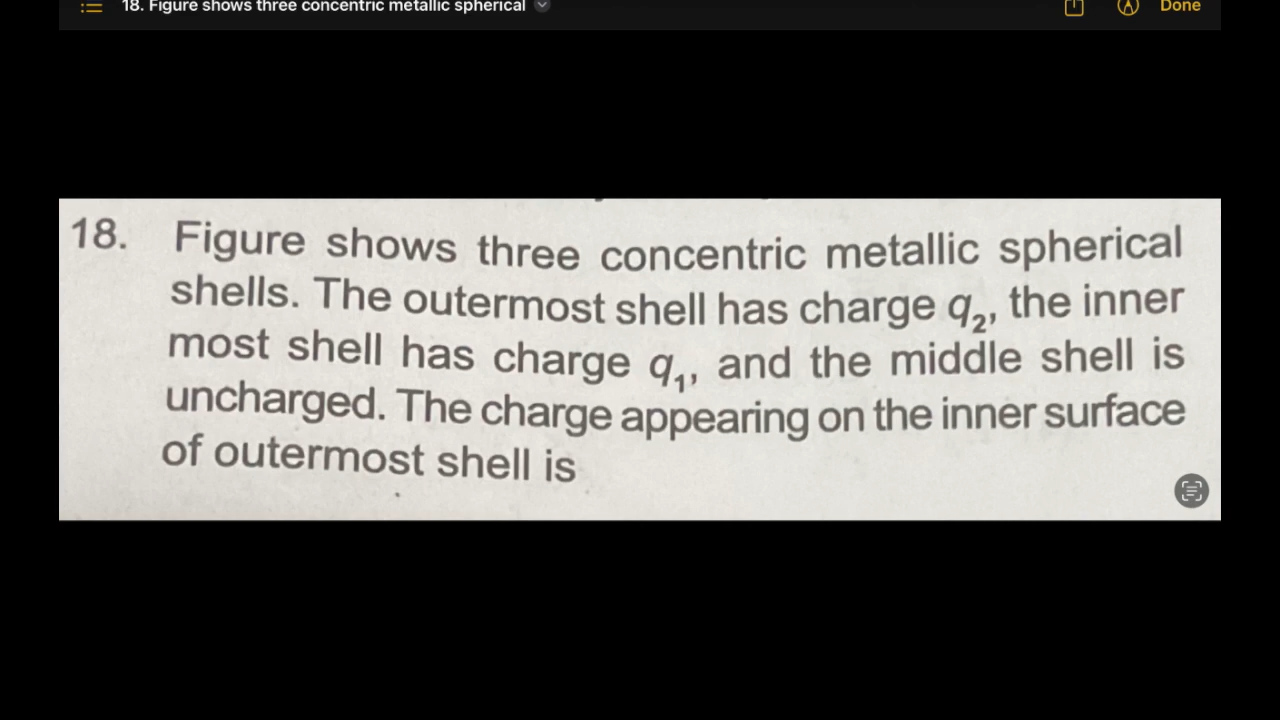 18. Figure shows three concentric metallic spherical
Done
18. Figure shows three concentric metallic spherical
shells. The outermost shell has charge q₂, the inner
most shell has charge q₁, and the middle shell is
uncharged. The charge appearing on the inner surface
of outermost shell is